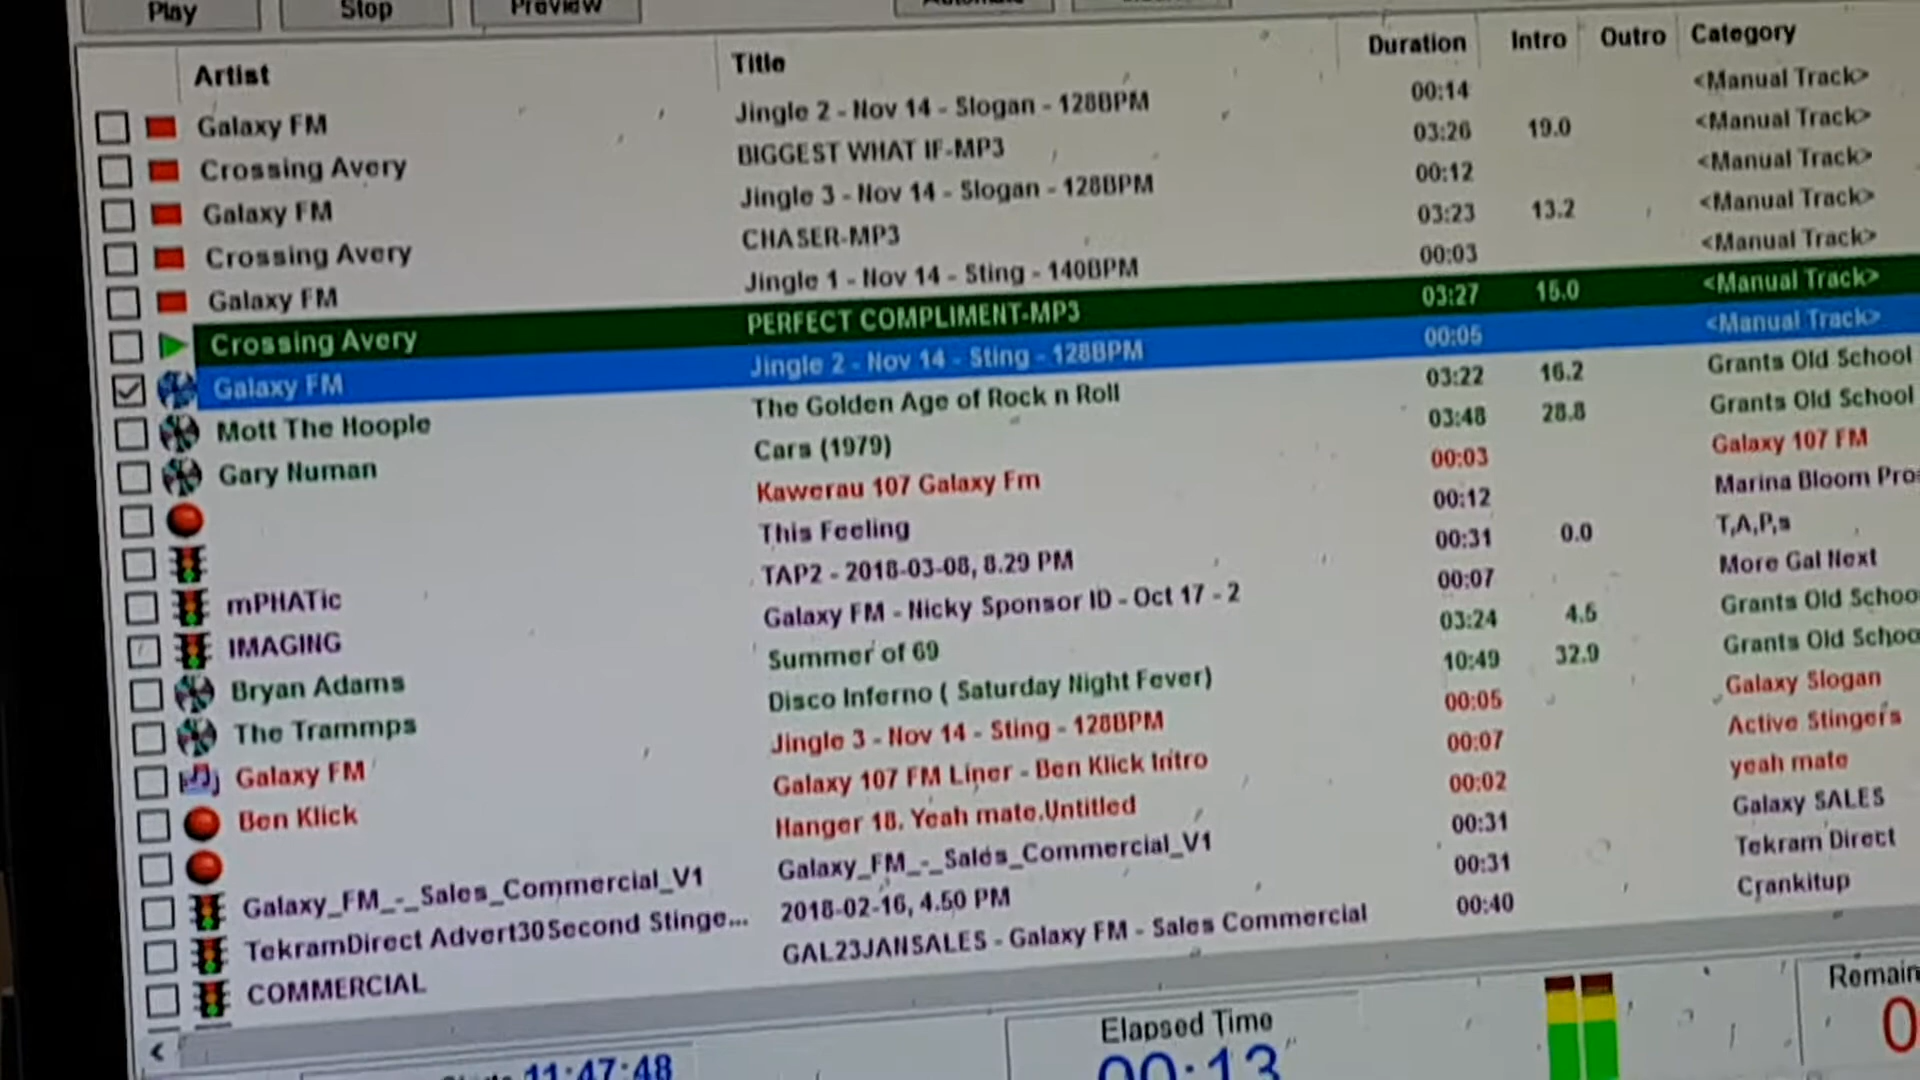 Play Stop Preview
Artist Title Duration Intro Outro Category
Galaxy FM Jingle 2 - Nov 14 - Slogan - 128BPM 00:14 <Manual Track>
Crossing Avery BIGGEST WHAT IF-MP3 03:26 19.0 <Manual Track>
Galaxy FM Jingle 3 - Nov 14 - Slogan - 128BPM 00:12 <Manual Track>
Crossing Avery CHASER-MP3 03:23 13.2 <Manual Track>
Galaxy FM Jingle 1 - Nov 14 - Sting - 140BPM 00:03 <Manual Track>
Crossing Avery PERFECT COMPLIMENT-MP3 03:27 15.0 <Manual Track>
Galaxy FM Jingle 2 - Nov 14 - Sting - 128BPM 00:05 <Manual Track>
Mott The Hoople The Golden Age of Rock n Roll 03:22 16.2 Grants Old School
Gary Numan Cars (1979) 03:48 28.8 Grants Old School
Kawerau 107 Galaxy Fm 00:03 Galaxy 107 FM
This Feeling 00:12 Marina Bloom Pro
mPHATic TAP2 - 2018-03-08, 8.29 PM 00:31 0.0 T,A,P,s
IMAGING Galaxy FM - Nicky Sponsor ID - Oct 17 - 2 00:07 More Gal Next
Bryan Adams Summer of 69 03:24 4.5 Grants Old Schoo
The Trammps Disco Inferno ( Saturday Night Fever) 10:49 32.9 Grants Old Schoo
Galaxy FM Jingle 3 - Nov 14 - Sting - 128BPM 00:05 Galaxy Slogan
Ben Klick Galaxy 107 FM Liner - Ben Klick Intro 00:07 Active Stingers
Hanger 18. Yeah mate.Untitled 00:02 yeah mate
Galaxy_FM_-_Sales_Commercial_V1 Galaxy_FM_-_Sales_Commercial_V1 00:31 Galaxy SALES
TekramDirect Advert30Second Stinge... 2018-02-16, 4.50 PM 00:31 Tekram Direct
COMMERCIAL GAL23JANSALES - Galaxy FM - Sales Commercial 00:40 Crankitup
Elapsed Time Remain
11:47:48 00:13 0